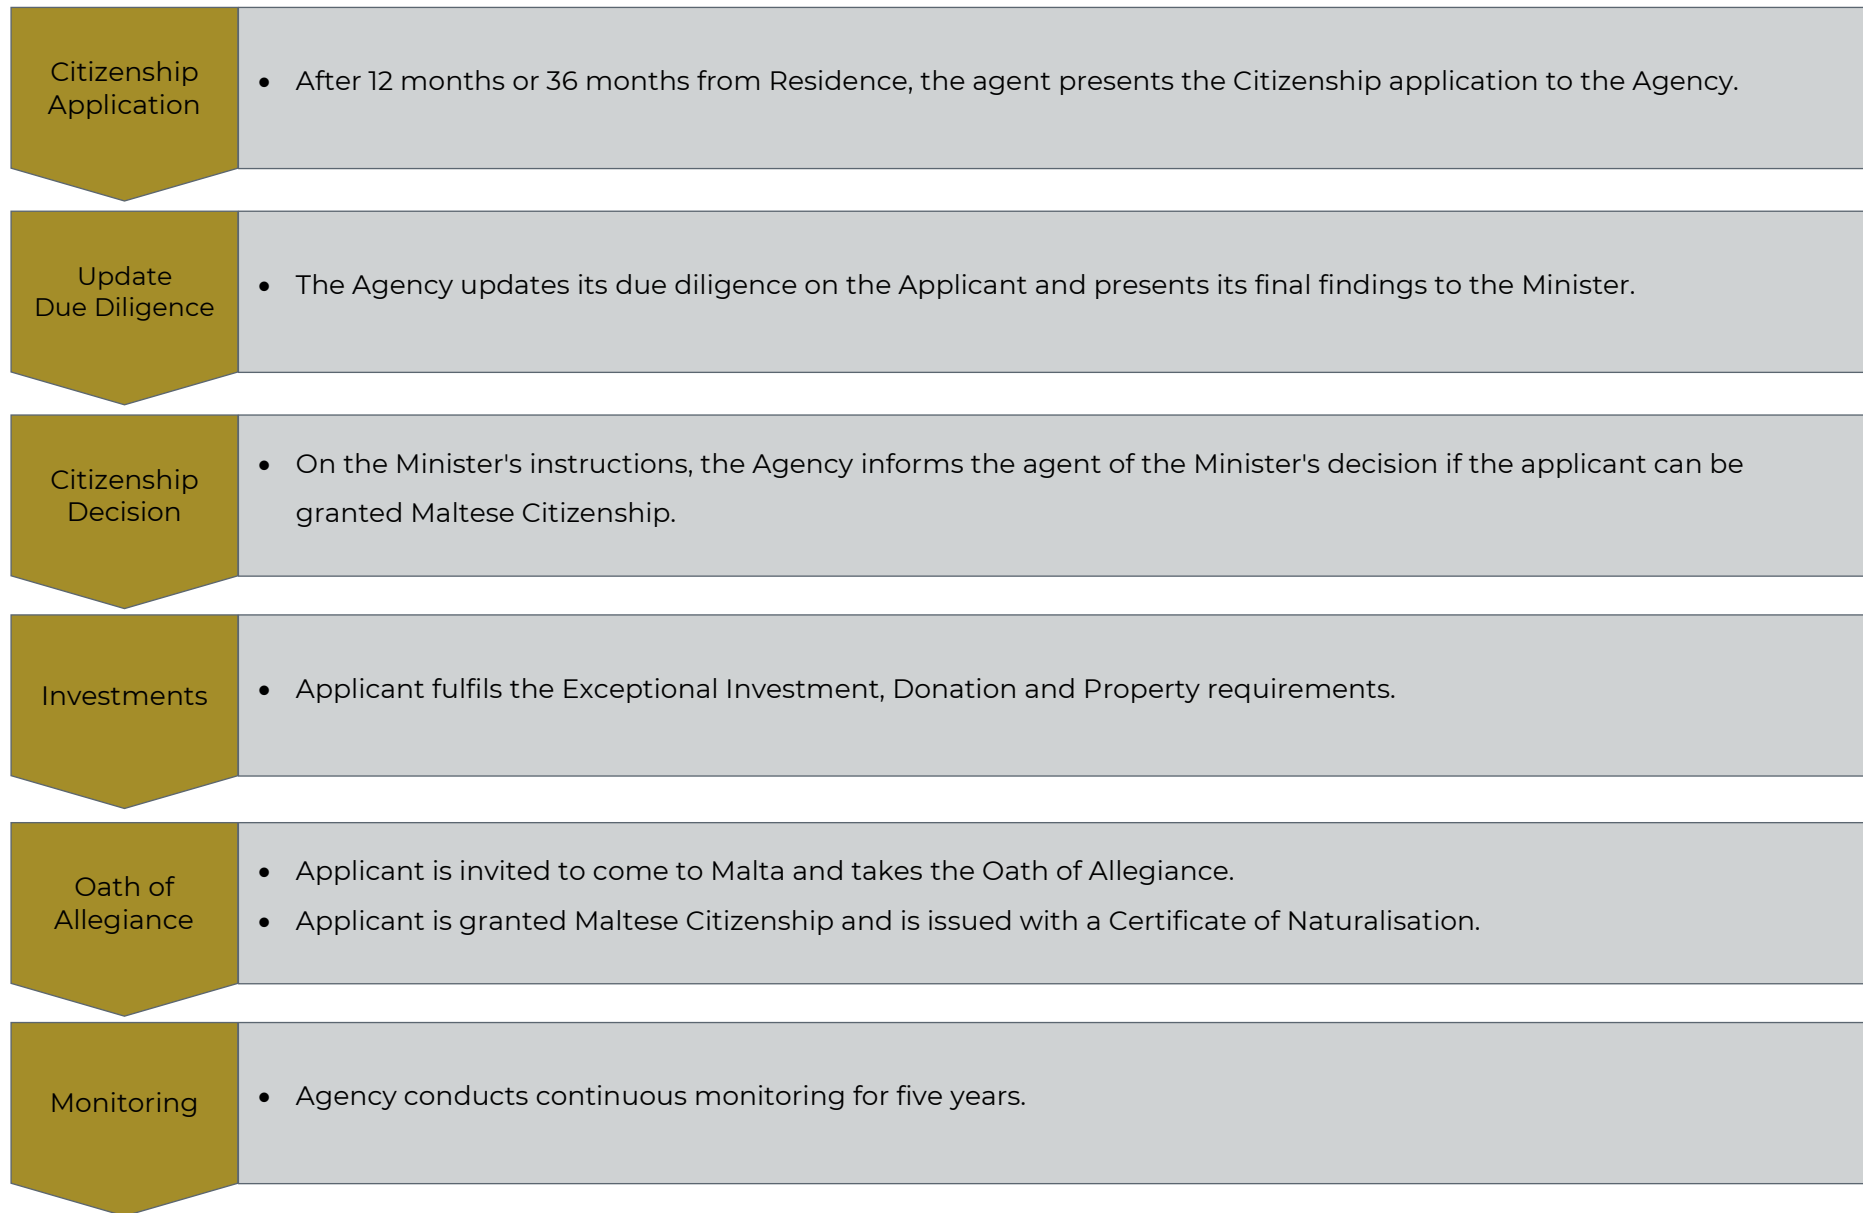 Citizenship
Application
• After 12 months or 36 months from Residence, the agent presents the Citizenship application to the Agency.
Update
Due Diligence
• The Agency updates its due diligence on the Applicant and presents its final findings to the Minister.
Citizenship
Decision
• On the Minister's instructions, the Agency informs the agent of the Minister's decision if the applicant can be
granted Maltese Citizenship.
Investments
• Applicant fulfils the Exceptional Investment, Donation and Property requirements.
Oath of
Allegiance
• Applicant is invited to come to Malta and takes the Oath of Allegiance.
• Applicant is granted Maltese Citizenship and is issued with a Certificate of Naturalisation.
Monitoring
• Agency conducts continuous monitoring for five years.